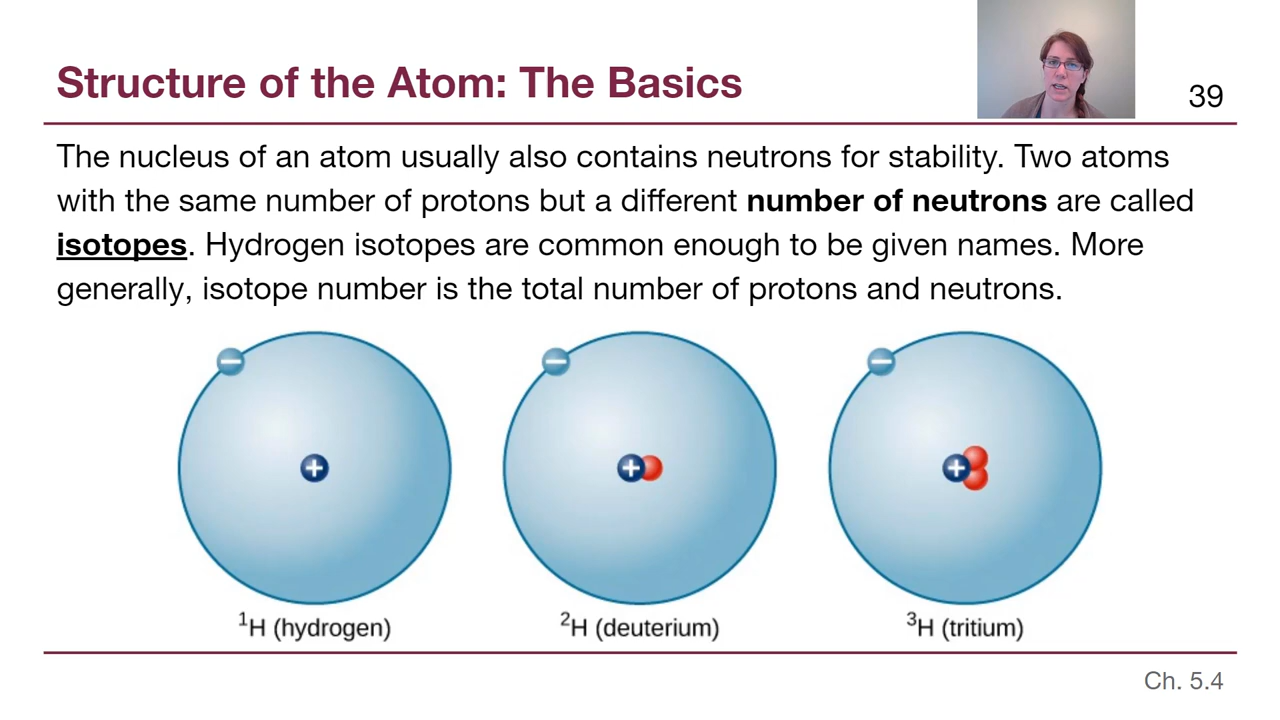 Structure of the Atom: The Basics
39
The nucleus of an atom usually also contains neutrons for stability. Two atoms
with the same number of protons but a different number of neutrons are called
isotopes. Hydrogen isotopes are common enough to be given names. More
generally, isotope number is the total number of protons and neutrons.
− − −
+ + +
¹H (hydrogen) ²H (deuterium) ³H (tritium)
Ch. 5.4